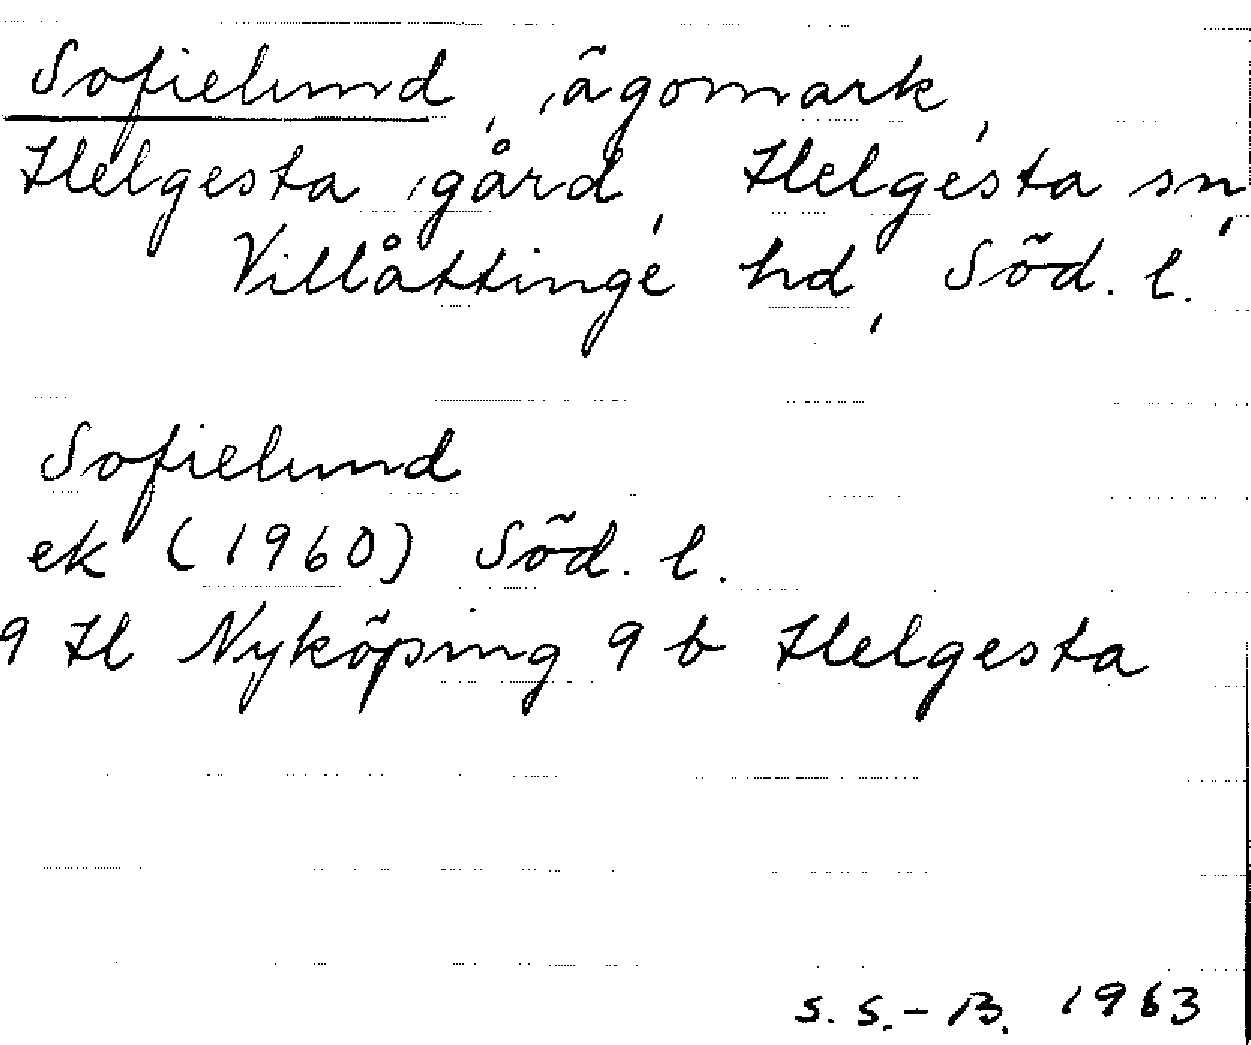 Sofielund, ägomark,
Helgesta gård, Helgesta sn,
Villåttinge hd, Söd. l.
Sofielund
ek (1960) Söd. l.
9 H Nyköping 9 b Helgesta
S. S.-B. 1963